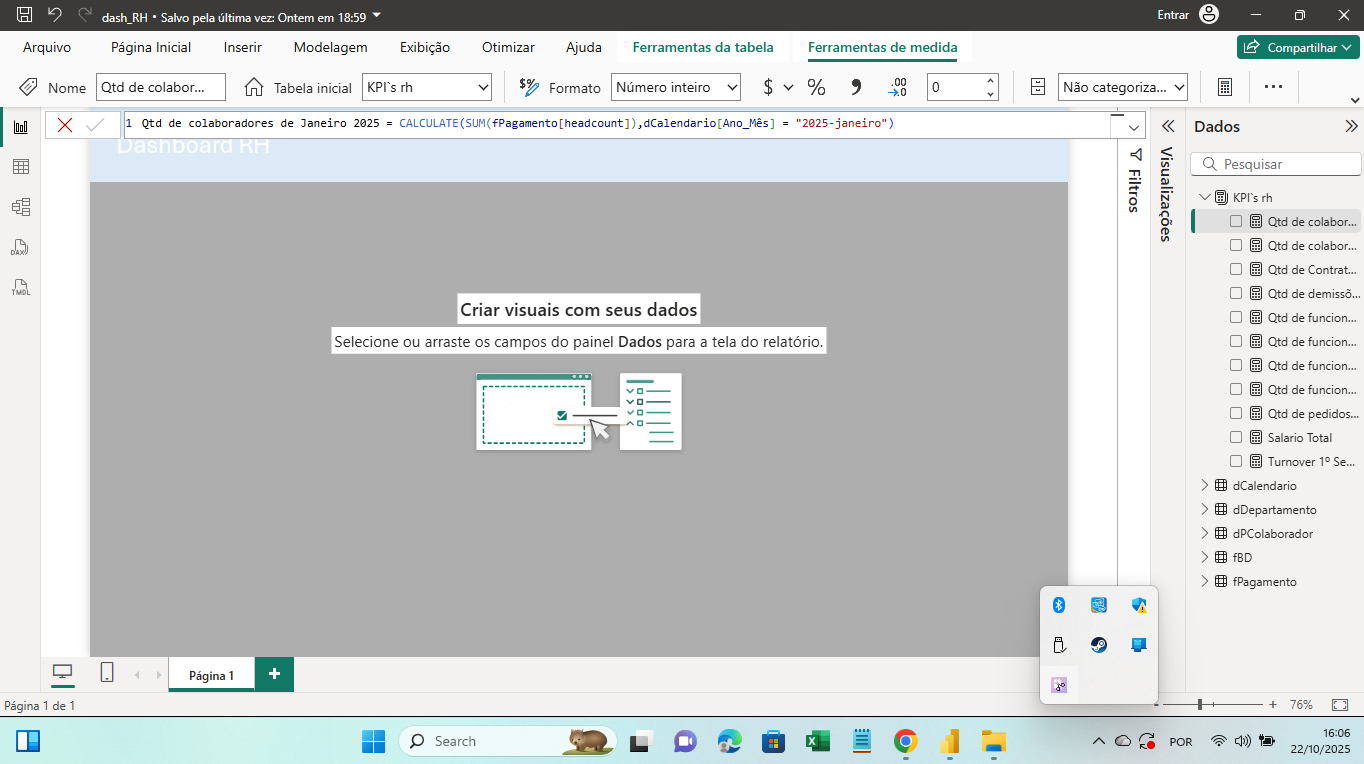 dash_RH • Salvo pela última vez: Ontem em 18:59
Entrar
Arquivo
Página Inicial
Inserir
Modelagem
Exibição
Otimizar
Ajuda
Ferramentas da tabela
Ferramentas de medida
Compartilhar
Nome
Qtd de colabor...
Tabela inicial
KPI`s rh
Formato
Número inteiro
$
%
,00
0
Não categoriza...
1 Qtd de colaboradores de Janeiro 2025 = CALCULATE(SUM(fPagamento[headcount]),dCalendario[Ano_Mês] = "2025-janeiro")
Dashboard RH
Criar visuais com seus dados
Selecione ou arraste os campos do painel Dados para a tela do relatório.
Filtros
Visualizações
Dados
Pesquisar
KPI`s rh
Qtd de colabor...
Qtd de colabor...
Qtd de Contrat...
Qtd de demissõ...
Qtd de funcion...
Qtd de funcion...
Qtd de funcion...
Qtd de funcion...
Qtd de pedidos...
Salario Total
Turnover 1º Se...
dCalendario
dDepartamento
dPColaborador
fBD
fPagamento
DAX
TMDL
Página 1
Página 1 de 1
- + 76%
Search
POR
16:06
22/10/2025